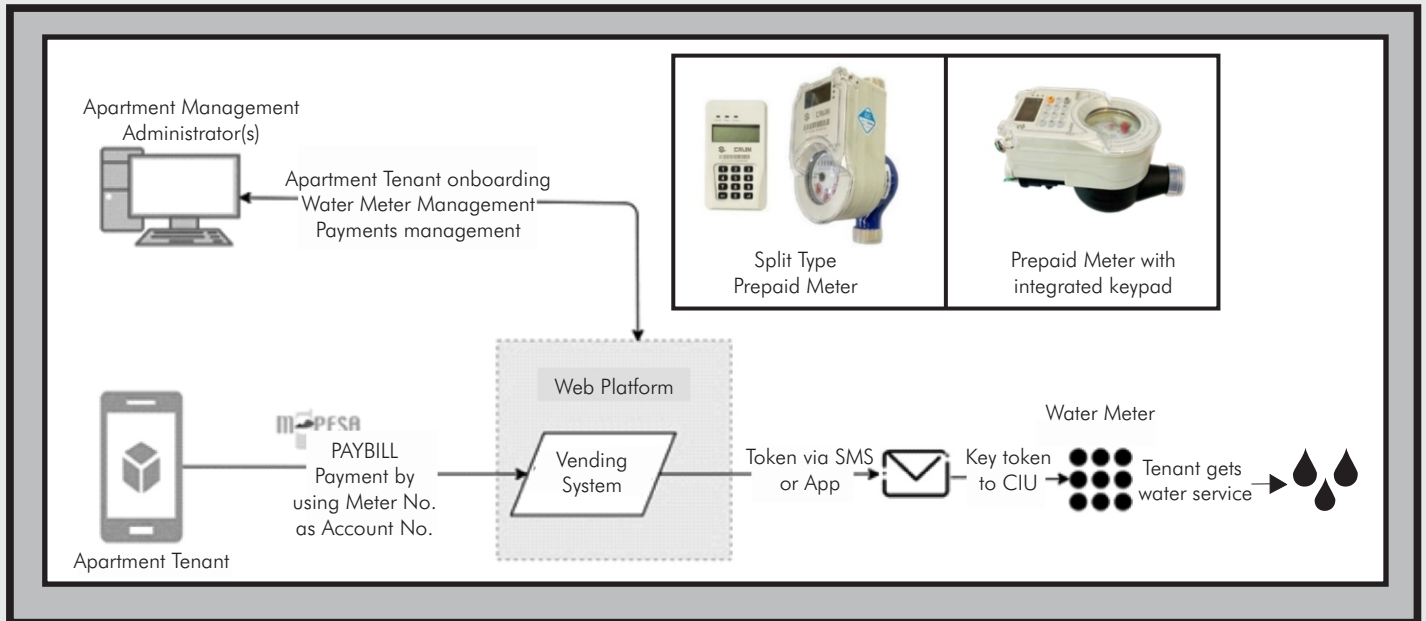 Apartment Management
Administrator(s)
Apartment Tenant onboarding
Water Meter Management
Payments management
Split Type
Prepaid Meter
Prepaid Meter with
integrated keypad
Web Platform
Vending
System
PAYBILL
Payment by
using Meter No.
as Account No.
Apartment Tenant
Token via SMS
or App
Key token
to CIU
Water Meter
Tenant gets
water service